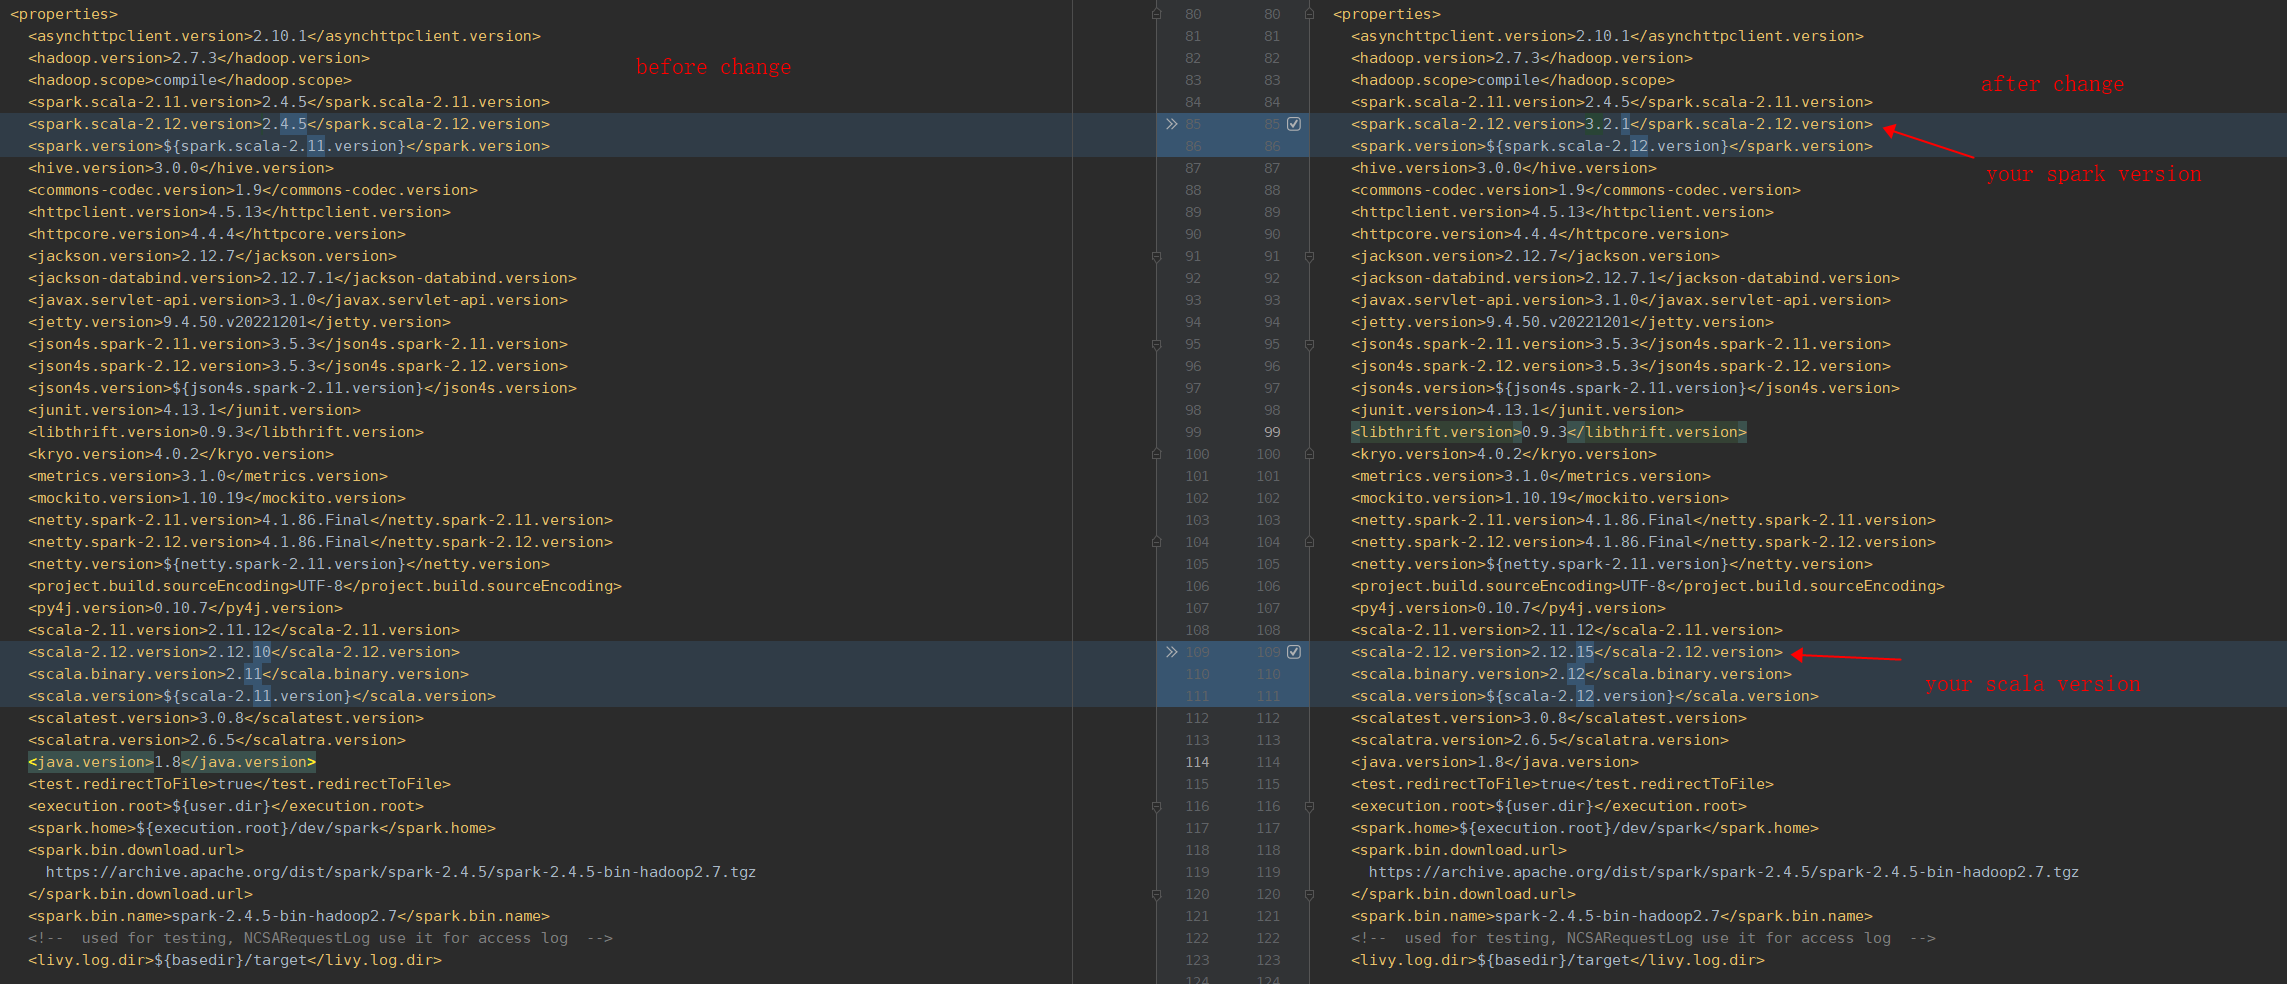 <properties>
<asynchttpclient.version>2.10.1</asynchttpclient.version>
<hadoop.version>2.7.3</hadoop.version>
before change
<hadoop.scope>compile</hadoop.scope>
<spark.scala-2.11.version>2.4.5</spark.scala-2.11.version>
<spark.scala-2.12.version>2.4.5</spark.scala-2.12.version>
<spark.version>${spark.scala-2.11.version}</spark.version>
<hive.version>3.0.0</hive.version>
<commons-codec.version>1.9</commons-codec.version>
<httpclient.version>4.5.13</httpclient.version>
<httpcore.version>4.4.4</httpcore.version>
<jackson.version>2.12.7</jackson.version>
<jackson-databind.version>2.12.7.1</jackson-databind.version>
<javax.servlet-api.version>3.1.0</javax.servlet-api.version>
<jetty.version>9.4.50.v20221201</jetty.version>
<json4s.spark-2.11.version>3.5.3</json4s.spark-2.11.version>
<json4s.spark-2.12.version>3.5.3</json4s.spark-2.12.version>
<json4s.version>${json4s.spark-2.11.version}</json4s.version>
<junit.version>4.13.1</junit.version>
<libthrift.version>0.9.3</libthrift.version>
<kryo.version>4.0.2</kryo.version>
<metrics.version>3.1.0</metrics.version>
<mockito.version>1.10.19</mockito.version>
<netty.spark-2.11.version>4.1.86.Final</netty.spark-2.11.version>
<netty.spark-2.12.version>4.1.86.Final</netty.spark-2.12.version>
<netty.version>${netty.spark-2.11.version}</netty.version>
<project.build.sourceEncoding>UTF-8</project.build.sourceEncoding>
<py4j.version>0.10.7</py4j.version>
<scala-2.11.version>2.11.12</scala-2.11.version>
<scala-2.12.version>2.12.10</scala-2.12.version>
<scala.binary.version>2.11</scala.binary.version>
<scala.version>${scala-2.11.version}</scala.version>
<scalatest.version>3.0.8</scalatest.version>
<scalatra.version>2.6.5</scalatra.version>
<java.version>1.8</java.version>
<test.redirectToFile>true</test.redirectToFile>
<execution.root>${user.dir}</execution.root>
<spark.home>${execution.root}/dev/spark</spark.home>
<spark.bin.download.url>
https://archive.apache.org/dist/spark/spark-2.4.5/spark-2.4.5-bin-hadoop2.7.tgz
</spark.bin.download.url>
<spark.bin.name>spark-2.4.5-bin-hadoop2.7</spark.bin.name>
<!--  used for testing, NCSARequestLog use it for access log  -->
<livy.log.dir>${basedir}/target</livy.log.dir>
80 80
81 81
82 82
83 83
84 84
85 85
86 86
87 87
88 88
89 89
90 90
91 91
92 92
93 93
94 94
95 95
96 96
97 97
98 98
99 99
100 100
101 101
102 102
103 103
104 104
105 105
106 106
107 107
108 108
109 109
110 110
111 111
112 112
113 113
114 114
115 115
116 116
117 117
118 118
119 119
120 120
121 121
122 122
123 123
124 124
<properties>
<asynchttpclient.version>2.10.1</asynchttpclient.version>
<hadoop.version>2.7.3</hadoop.version>
<hadoop.scope>compile</hadoop.scope>
after change
<spark.scala-2.11.version>2.4.5</spark.scala-2.11.version>
<spark.scala-2.12.version>3.2.1</spark.scala-2.12.version>
<spark.version>${spark.scala-2.12.version}</spark.version>
<hive.version>3.0.0</hive.version>
your spark version
<commons-codec.version>1.9</commons-codec.version>
<httpclient.version>4.5.13</httpclient.version>
<httpcore.version>4.4.4</httpcore.version>
<jackson.version>2.12.7</jackson.version>
<jackson-databind.version>2.12.7.1</jackson-databind.version>
<javax.servlet-api.version>3.1.0</javax.servlet-api.version>
<jetty.version>9.4.50.v20221201</jetty.version>
<json4s.spark-2.11.version>3.5.3</json4s.spark-2.11.version>
<json4s.spark-2.12.version>3.5.3</json4s.spark-2.12.version>
<json4s.version>${json4s.spark-2.11.version}</json4s.version>
<junit.version>4.13.1</junit.version>
<libthrift.version>0.9.3</libthrift.version>
<kryo.version>4.0.2</kryo.version>
<metrics.version>3.1.0</metrics.version>
<mockito.version>1.10.19</mockito.version>
<netty.spark-2.11.version>4.1.86.Final</netty.spark-2.11.version>
<netty.spark-2.12.version>4.1.86.Final</netty.spark-2.12.version>
<netty.version>${netty.spark-2.11.version}</netty.version>
<project.build.sourceEncoding>UTF-8</project.build.sourceEncoding>
<py4j.version>0.10.7</py4j.version>
<scala-2.11.version>2.11.12</scala-2.11.version>
<scala-2.12.version>2.12.15</scala-2.12.version>
<scala.binary.version>2.12</scala.binary.version>
your scala version
<scala.version>${scala-2.12.version}</scala.version>
<scalatest.version>3.0.8</scalatest.version>
<scalatra.version>2.6.5</scalatra.version>
<java.version>1.8</java.version>
<test.redirectToFile>true</test.redirectToFile>
<execution.root>${user.dir}</execution.root>
<spark.home>${execution.root}/dev/spark</spark.home>
<spark.bin.download.url>
https://archive.apache.org/dist/spark/spark-2.4.5/spark-2.4.5-bin-hadoop2.7.tgz
</spark.bin.download.url>
<spark.bin.name>spark-2.4.5-bin-hadoop2.7</spark.bin.name>
<!--  used for testing, NCSARequestLog use it for access log  -->
<livy.log.dir>${basedir}/target</livy.log.dir>